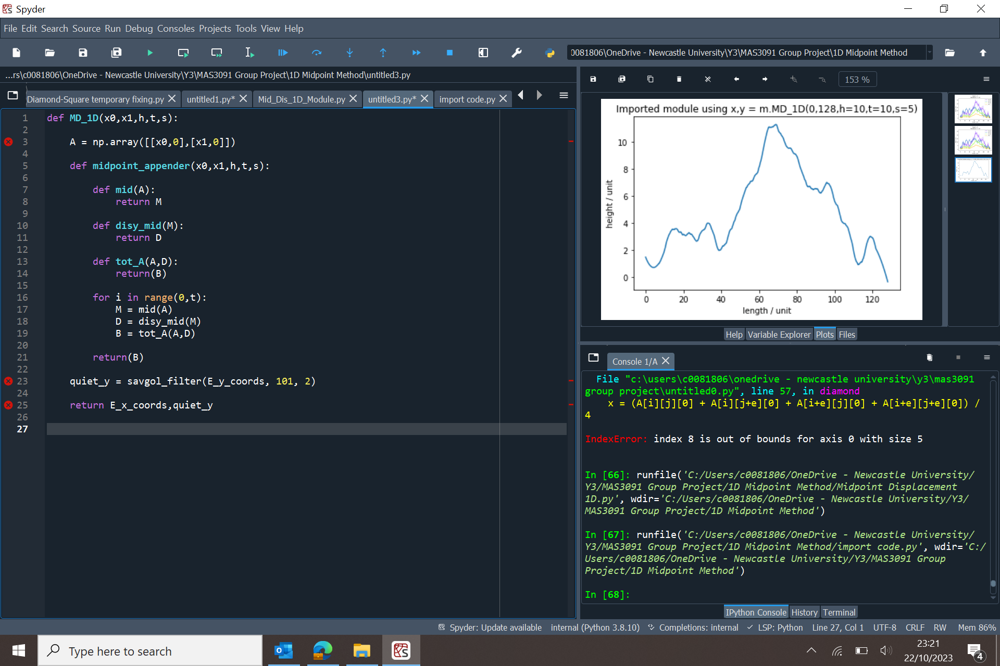 Spyder
File Edit Search Source Run Debug Consoles Projects Tools View Help
0081806\OneDrive - Newcastle University\Y3\MAS3091 Group Project\1D Midpoint Method
...rs\c0081806\OneDrive - Newcastle University\Y3\MAS3091 Group Project\1D Midpoint Method\untitled3.py
Diamond-Square temporary fixing.py untitled1.py* Mid_Dis_1D_Module.py untitled3.py* import code.py
1 def MD_1D(x0,x1,h,t,s):
2
3 A = np.array([[x0,0],[x1,0]])
4
5 def midpoint_appender(x0,x1,h,t,s):
6
7 def mid(A):
8 return M
9
10 def disy_mid(M):
11 return D
12
13 def tot_A(A,D):
14 return(B)
15
16 for i in range(0,t):
17 M = mid(A)
18 D = disy_mid(M)
19 B = tot_A(A,D)
20
21 return(B)
22
23 quiet_y = savgol_filter(E_y_coords, 101, 2)
24
25 return E_x_coords,quiet_y
26
27
153 %
Imported module using x,y = m.MD_1D(0,128,h=10,t=10,s=5)
height / unit
10
8
6
4
2
0
0 20 40 60 80 100 120
length / unit
Help Variable Explorer Plots Files
Console 1/A
File "c:\users\c0081806\onedrive - newcastle university\y3\mas3091
group project\untitled0.py", line 57, in diamond
x = (A[i][j][0] + A[i][j+e][0] + A[i+e][j][0] + A[i+e][j+e][0]) /
4
IndexError: index 8 is out of bounds for axis 0 with size 5
In [66]: runfile('C:/Users/c0081806/OneDrive - Newcastle University/
Y3/MAS3091 Group Project/1D Midpoint Method/Midpoint Displacement
1D.py', wdir='C:/Users/c0081806/OneDrive - Newcastle University/Y3/
MAS3091 Group Project/1D Midpoint Method')
In [67]: runfile('C:/Users/c0081806/OneDrive - Newcastle University/
Y3/MAS3091 Group Project/1D Midpoint Method/import code.py', wdir='C:/
Users/c0081806/OneDrive - Newcastle University/Y3/MAS3091 Group
Project/1D Midpoint Method')
In [68]:
IPython Console History Terminal
Spyder: Update available internal (Python 3.8.10) Completions: internal LSP: Python Line 27, Col 1 UTF-8 CRLF RW Mem 86%
Type here to search
23:21
22/10/2023
4